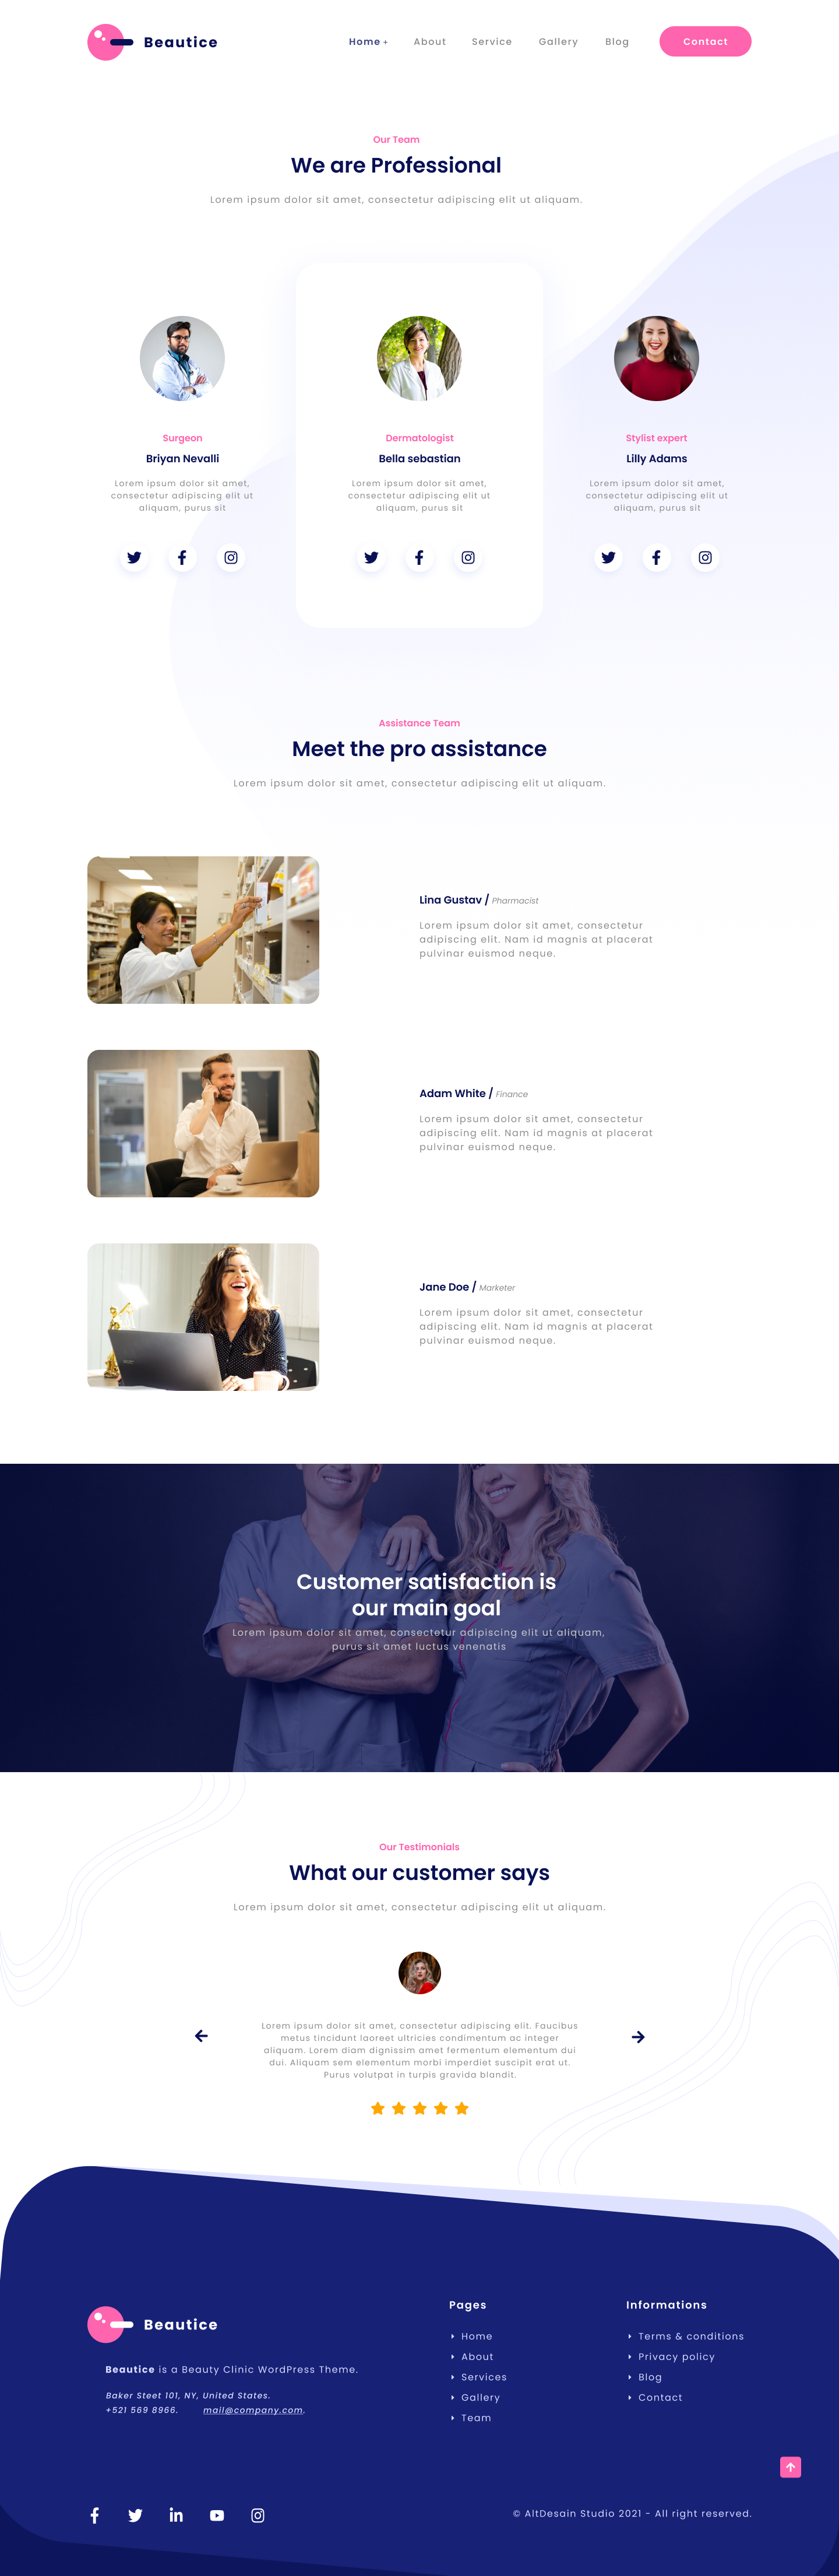 Beautice
Home +
About
Service
Gallery
Blog
Contact
Our Team
We are Professional
Lorem ipsum dolor sit amet, consectetur adipiscing elit ut aliquam.
Surgeon
Briyan Nevalli
Lorem ipsum dolor sit amet,
consectetur adipiscing elit ut
aliquam, purus sit
Dermatologist
Bella sebastian
Lorem ipsum dolor sit amet,
consectetur adipiscing elit ut
aliquam, purus sit
Stylist expert
Lilly Adams
Lorem ipsum dolor sit amet,
consectetur adipiscing elit ut
aliquam, purus sit
Assistance Team
Meet the pro assistance
Lorem ipsum dolor sit amet, consectetur adipiscing elit ut aliquam.
Lina Gustav / Pharmacist
Lorem ipsum dolor sit amet, consectetur
adipiscing elit. Nam id magnis at placerat
pulvinar euismod neque.
Adam White / Finance
Lorem ipsum dolor sit amet, consectetur
adipiscing elit. Nam id magnis at placerat
pulvinar euismod neque.
Jane Doe / Marketer
Lorem ipsum dolor sit amet, consectetur
adipiscing elit. Nam id magnis at placerat
pulvinar euismod neque.
Customer satisfaction is
our main goal
Lorem ipsum dolor sit amet, consectetur adipiscing elit ut aliquam,
purus sit amet luctus venenatis
Our Testimonials
What our customer says
Lorem ipsum dolor sit amet, consectetur adipiscing elit ut aliquam.
Lorem ipsum dolor sit amet, consectetur adipiscing elit. Faucibus
metus tincidunt laoreet ultricies condimentum ac integer
aliquam. Lorem diam dignissim amet fermentum elementum dui
dui. Aliquam sem elementum morbi imperdiet suscipit erat ut.
Purus volutpat in turpis gravida blandit.
Beautice
Beautice is a Beauty Clinic WordPress Theme.
Baker Steet 101, NY, United States.
+521 569 8966.
mail@company.com.
Pages
Home
About
Services
Gallery
Team
Informations
Terms & conditions
Privacy policy
Blog
Contact
© AltDesain Studio 2021 - All right reserved.